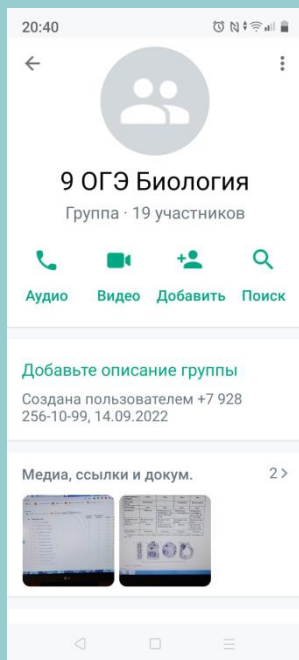 20:40
9 ОГЭ Биология
Группа · 19 участников
Аудио Видео Добавить Поиск
Добавьте описание группы
Создана пользователем +7 928
256-10-99, 14.09.2022
Медиа, ссылки и докум. 2 >